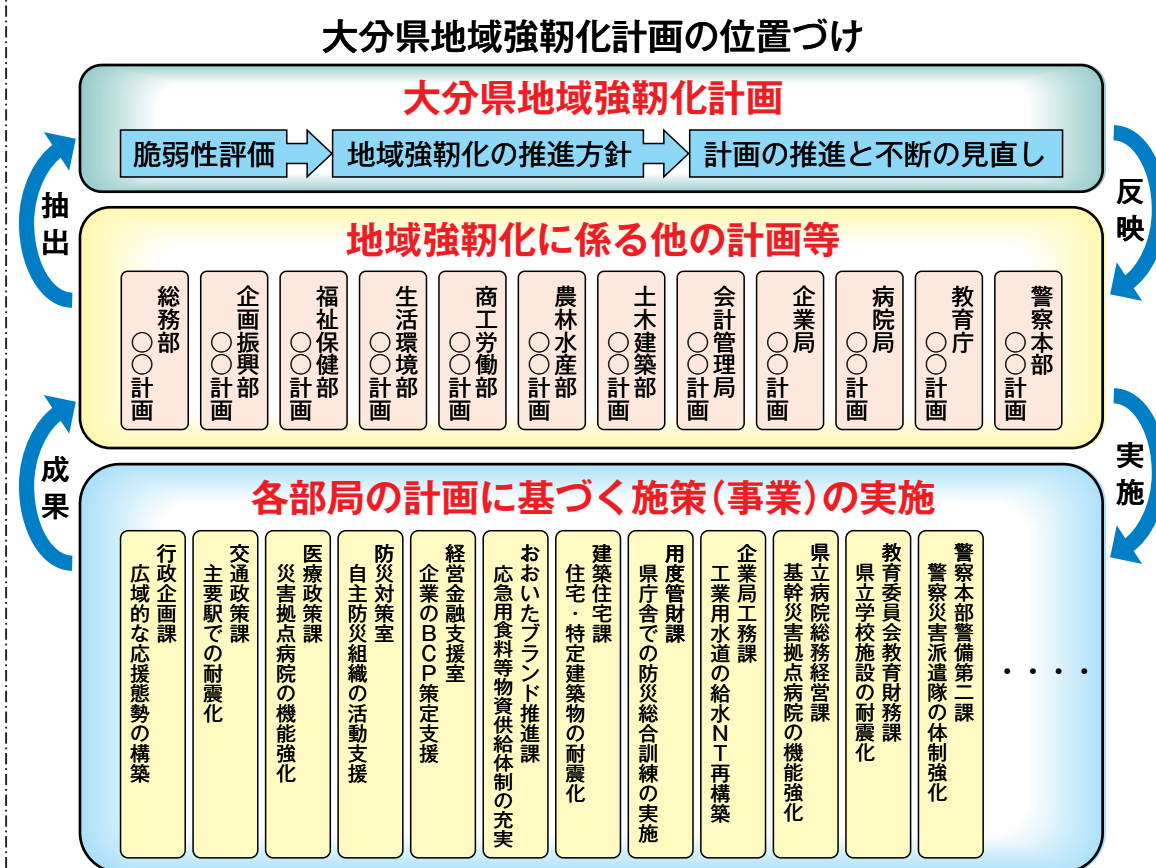 大分県地域強靭化計画の位置づけ
大分県地域強靭化計画
脆弱性評価
地域強靭化の推進方針
計画の推進と不断の見直し
抽出
反映
地域強靭化に係る他の計画等
総務部
○○計画
企画振興部
○○計画
福祉保健部
○○計画
生活環境部
○○計画
商工労働部
○○計画
農林水産部
○○計画
土木建築部
○○計画
会計管理局
○○計画
企業局
○○計画
病院局
○○計画
教育庁
○○計画
警察本部
○○計画
成果
実施
各部局の計画に基づく施策(事業)の実施
行政企画課
広域的な応援態勢の構築
交通政策課
主要駅での耐震化
医療政策課
災害拠点病院の機能強化
防災対策室
自主防災組織の活動支援
経営金融支援室
企業のBCP策定支援
おおいたブランド推進課
応急用食料等物資供給体制の充実
建築住宅課
住宅・特定建築物の耐震化
用度管財課
県庁舎での防災総合訓練の実施
企業局工務課
工業用水道の給水NT再構築
県立病院総務経営課
基幹災害拠点病院の機能強化
教育委員会教育財務課
県立学校施設の耐震化
警察本部警備第二課
警察災害派遣隊の体制強化
・・・・